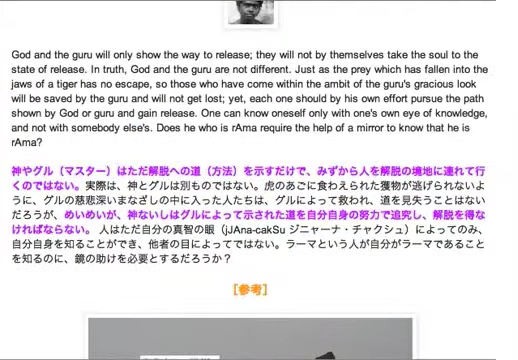 God and the guru will only show the way to release; they will not by themselves take the soul to the
state of release. In truth, God and the guru are not different. Just as the prey which has fallen into the
jaws of a tiger has no escape, so those who have come within the ambit of the guru's gracious look
will be saved by the guru and will not get lost; yet, each one should by his own effort pursue the path
shown by God or guru and gain release. One can know oneself only with one's own eye of knowledge,
and not with somebody else's. Does he who is rAma require the help of a mirror to know that he is
rAma?
神やグル（マスター）はただ解脱への道（方法）を示すだけで、みずから人を解脱の境地に連れて行
くのではない。実際は、神とグルは別ものではない。虎のあごに食わえられた獲物が逃げられないよ
うに、グルの慈悲深いまなざしの中に入った人たちは、グルによって救われ、道を見失うことはない
だろうが、めいめいが、神ないしはグルによって示された道を自分自身の努力で追究し、解脱を得な
ければならない。 人はただ自分の真智の眼（jJAna-cakSu ジニャーナ・チャクシュ）によってのみ、
自分自身を知ることができ、他者の目によってではない。ラーマという人が自分がラーマであること
を知るのに、鏡の助けを必要とするだろうか？
［参考］